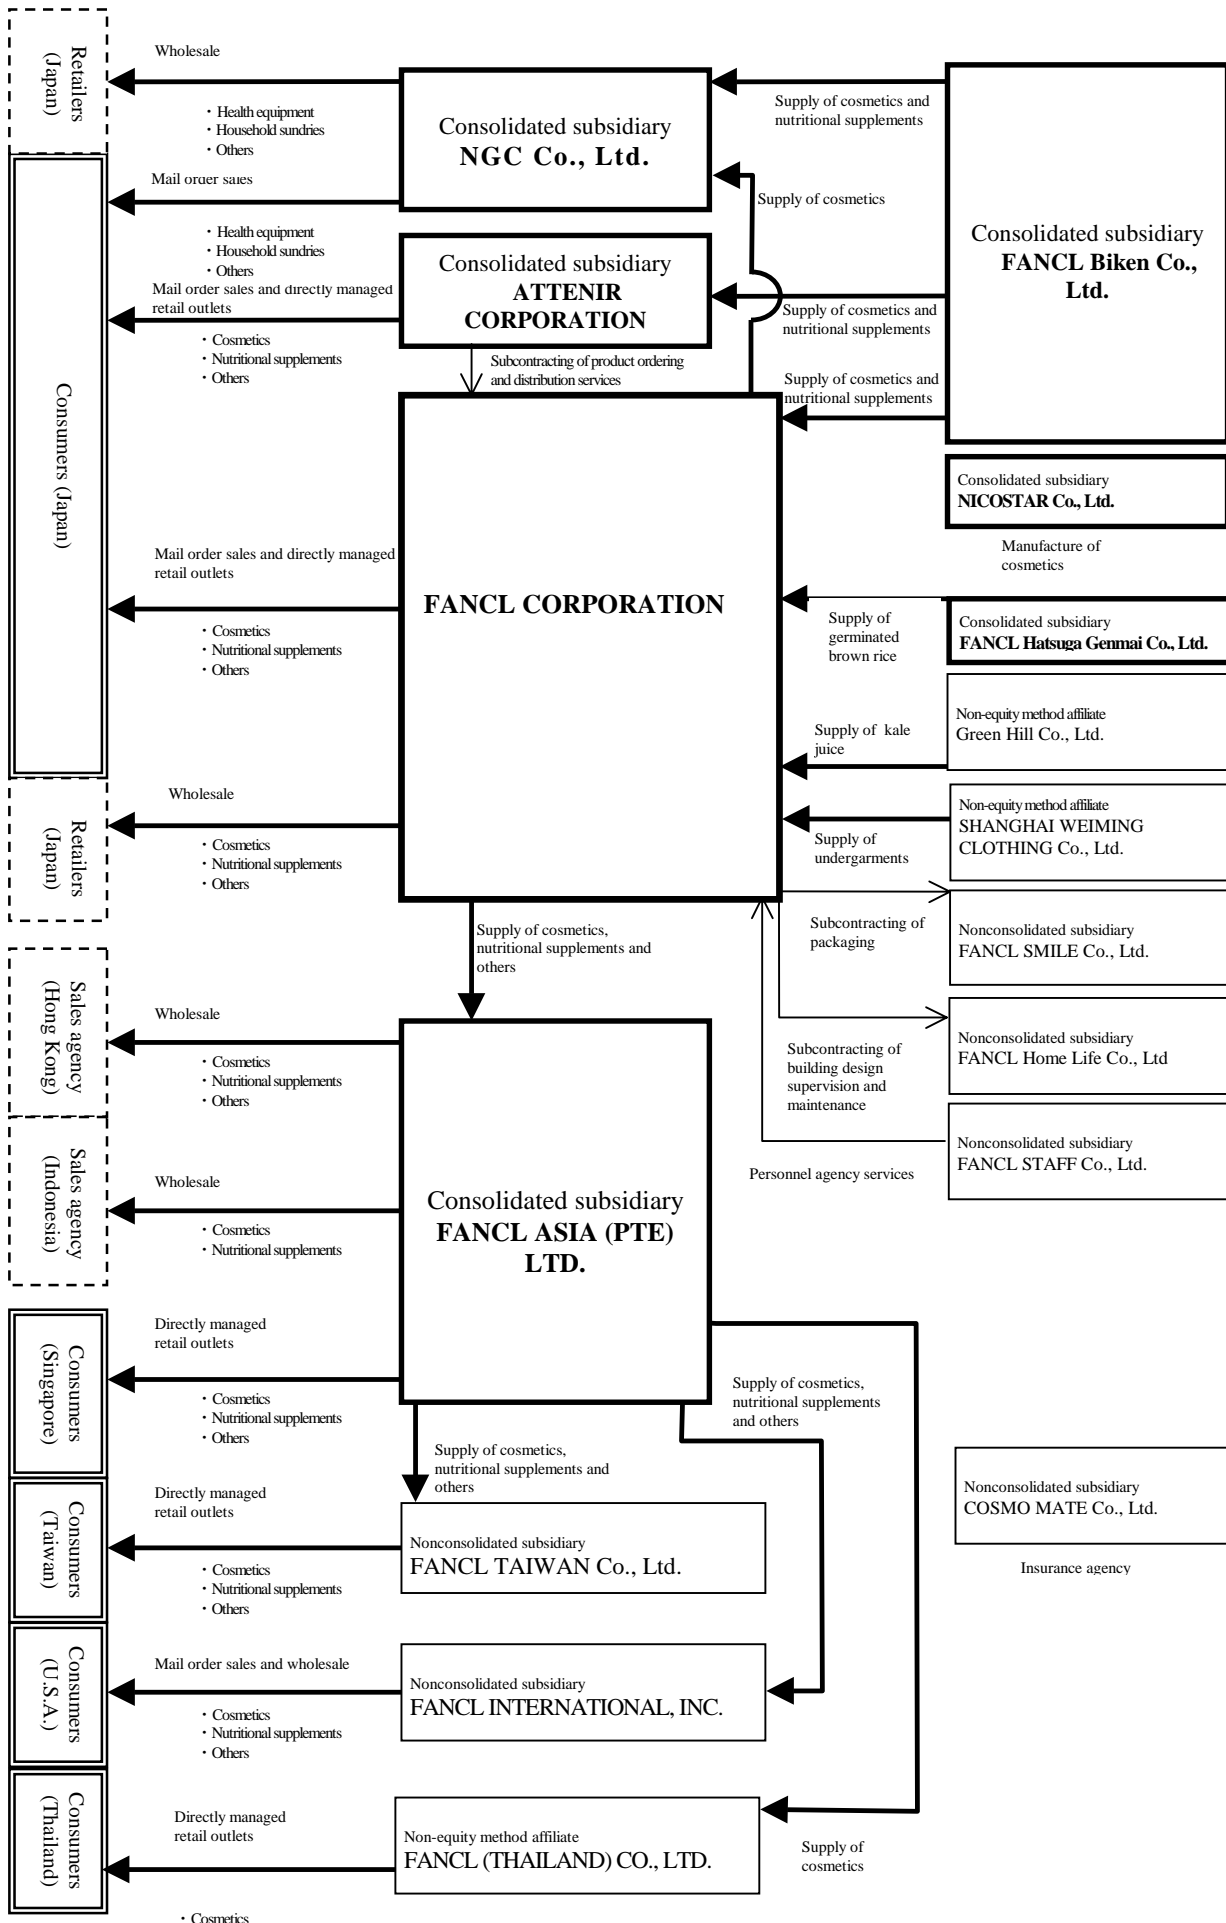 Retailers
(Japan)
Wholesale
・Health equipment
・Household sundries
・Others
Consolidated subsidiary
NGC Co., Ltd.
Supply of cosmetics and
nutritional supplements
Mail order sales
・Health equipment
・Household sundries
・Others
Supply of cosmetics
Consolidated subsidiary
FANCL Biken Co.,
Ltd.
Consolidated subsidiary
ATTENIR
CORPORATION
Mail order sales and directly managed
retail outlets
・Cosmetics
・Nutritional supplements
・Others
Supply of cosmetics and
nutritional supplements
Subcontracting of product ordering
and distribution services
Supply of cosmetics and
nutritional supplements
Consumers (Japan)
Consolidated subsidiary
NICOSTAR Co., Ltd.
Manufacture of
cosmetics
Mail order sales and directly managed
retail outlets
・Cosmetics
・Nutritional supplements
・Others
FANCL CORPORATION
Supply of
germinated
brown rice
Consolidated subsidiary
FANCL Hatsuga Genmai Co., Ltd.
Supply of kale
juice
Non-equity method affiliate
Green Hill Co., Ltd.
Retailers
(Japan)
Wholesale
・Cosmetics
・Nutritional supplements
・Others
Supply of
undergarments
Non-equity method affiliate
SHANGHAI WEIMING
CLOTHING Co., Ltd.
Subcontracting of
packaging
Nonconsolidated subsidiary
FANCL SMILE Co., Ltd.
Supply of cosmetics,
nutritional supplements and
others
Sales agency
(Hong Kong)
Wholesale
・Cosmetics
・Nutritional supplements
・Others
Subcontracting of
building design
supervision and
maintenance
Nonconsolidated subsidiary
FANCL Home Life Co., Ltd
Personnel agency services
Nonconsolidated subsidiary
FANCL STAFF Co., Ltd.
Sales agency
(Indonesia)
Wholesale
・Cosmetics
・Nutritional supplements
Consolidated subsidiary
FANCL ASIA (PTE)
LTD.
Consumers
(Singapore)
Directly managed
retail outlets
・Cosmetics
・Nutritional supplements
・Others
Supply of cosmetics,
nutritional supplements
and others
Supply of cosmetics,
nutritional supplements and
others
Consumers
(Taiwan)
Directly managed
retail outlets
・Cosmetics
・Nutritional supplements
・Others
Nonconsolidated subsidiary
FANCL TAIWAN Co., Ltd.
Nonconsolidated subsidiary
COSMO MATE Co., Ltd.
Insurance agency
Consumers
(U.S.A.)
Mail order sales and wholesale
・Cosmetics
・Nutritional supplements
・Others
Nonconsolidated subsidiary
FANCL INTERNATIONAL, INC.
Consumers
(Thailand)
Directly managed
retail outlets
・Cosmetics
Non-equity method affiliate
FANCL (THAILAND) CO., LTD.
Supply of
cosmetics